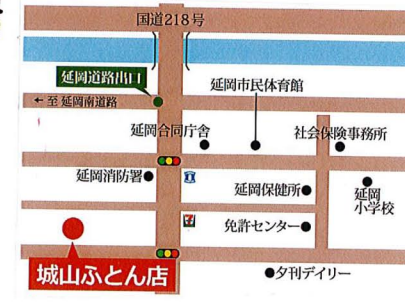 国道218号
延岡道路出口
← 至 延岡南道路
延岡市民体育館
延岡合同庁舎
社会保険事務所
延岡消防署
延岡保健所
延岡
小学校
7
免許センター
城山ふとん店
夕刊デイリー